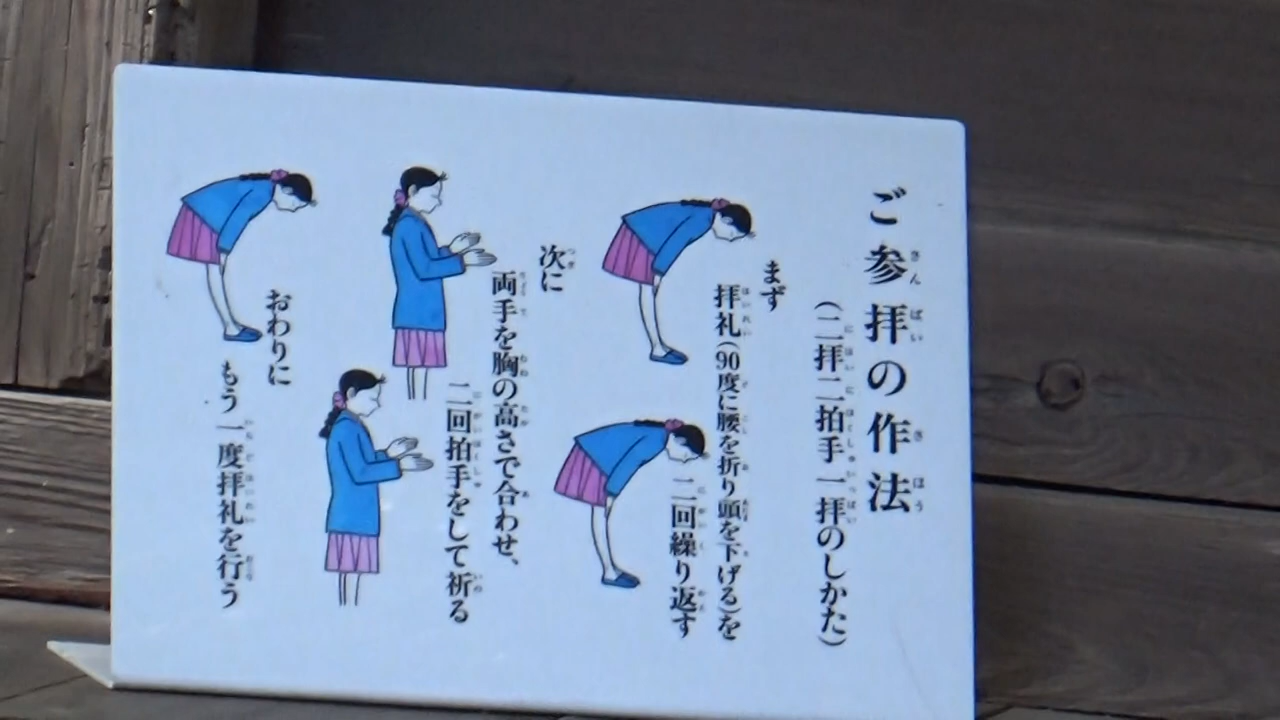 ご参拝の作法
（二拝二拍手一拝のしかた）
まず
拝礼（90度に腰を折り頭を下げる）を
二回繰り返す
次に
両手を胸の高さで合わせ、
二回拍手をして祈る
おわりに
もう一度拝礼を行う